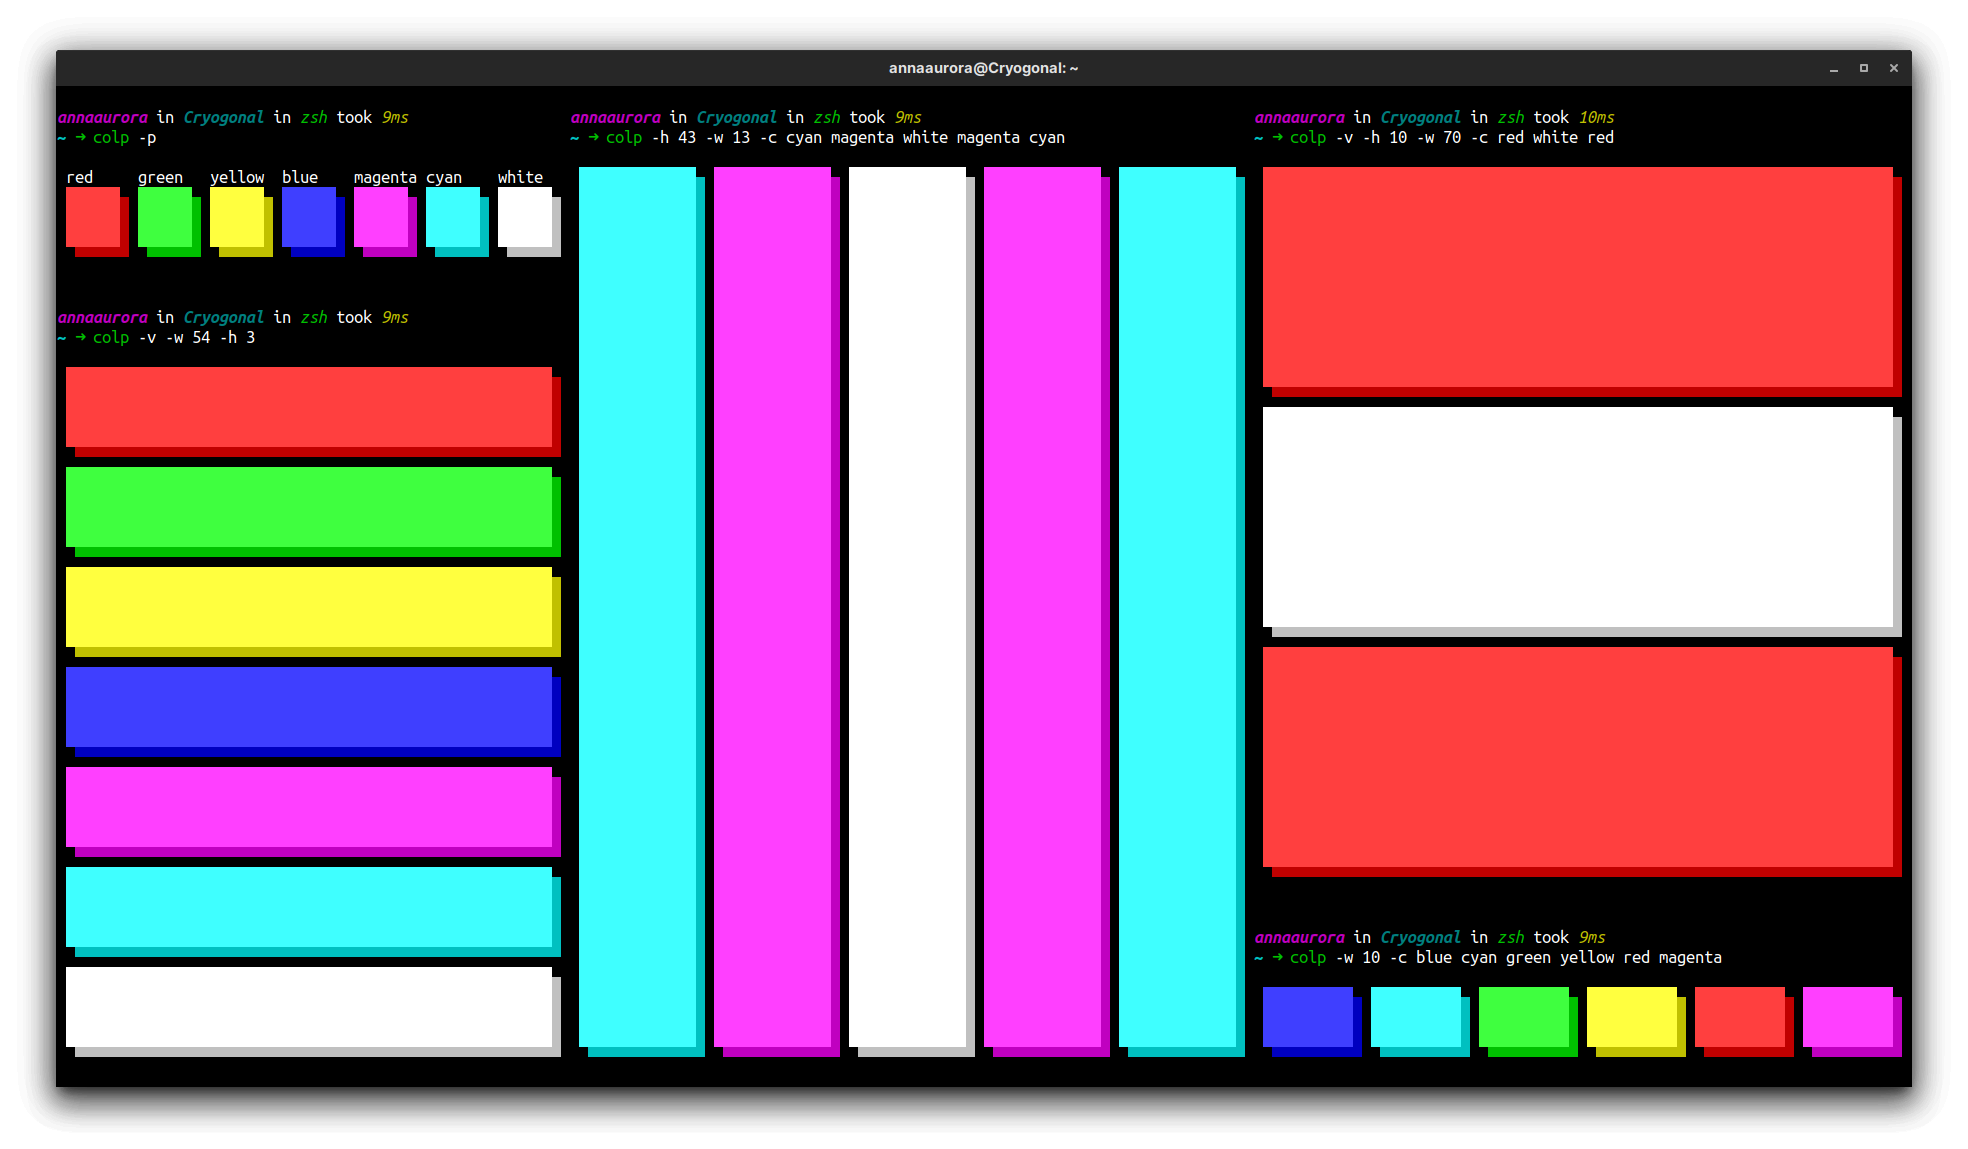 annaaurora@Cryogonal: ~
annaaurora in Cryogonal in zsh took 9ms
~ ➜ colp -p
red green yellow blue magenta cyan white
annaaurora in Cryogonal in zsh took 9ms
~ ➜ colp -v -w 54 -h 3
annaaurora in Cryogonal in zsh took 9ms
~ ➜ colp -h 43 -w 13 -c cyan magenta white magenta cyan
annaaurora in Cryogonal in zsh took 10ms
~ ➜ colp -v -h 10 -w 70 -c red white red
annaaurora in Cryogonal in zsh took 9ms
~ ➜ colp -w 10 -c blue cyan green yellow red magenta